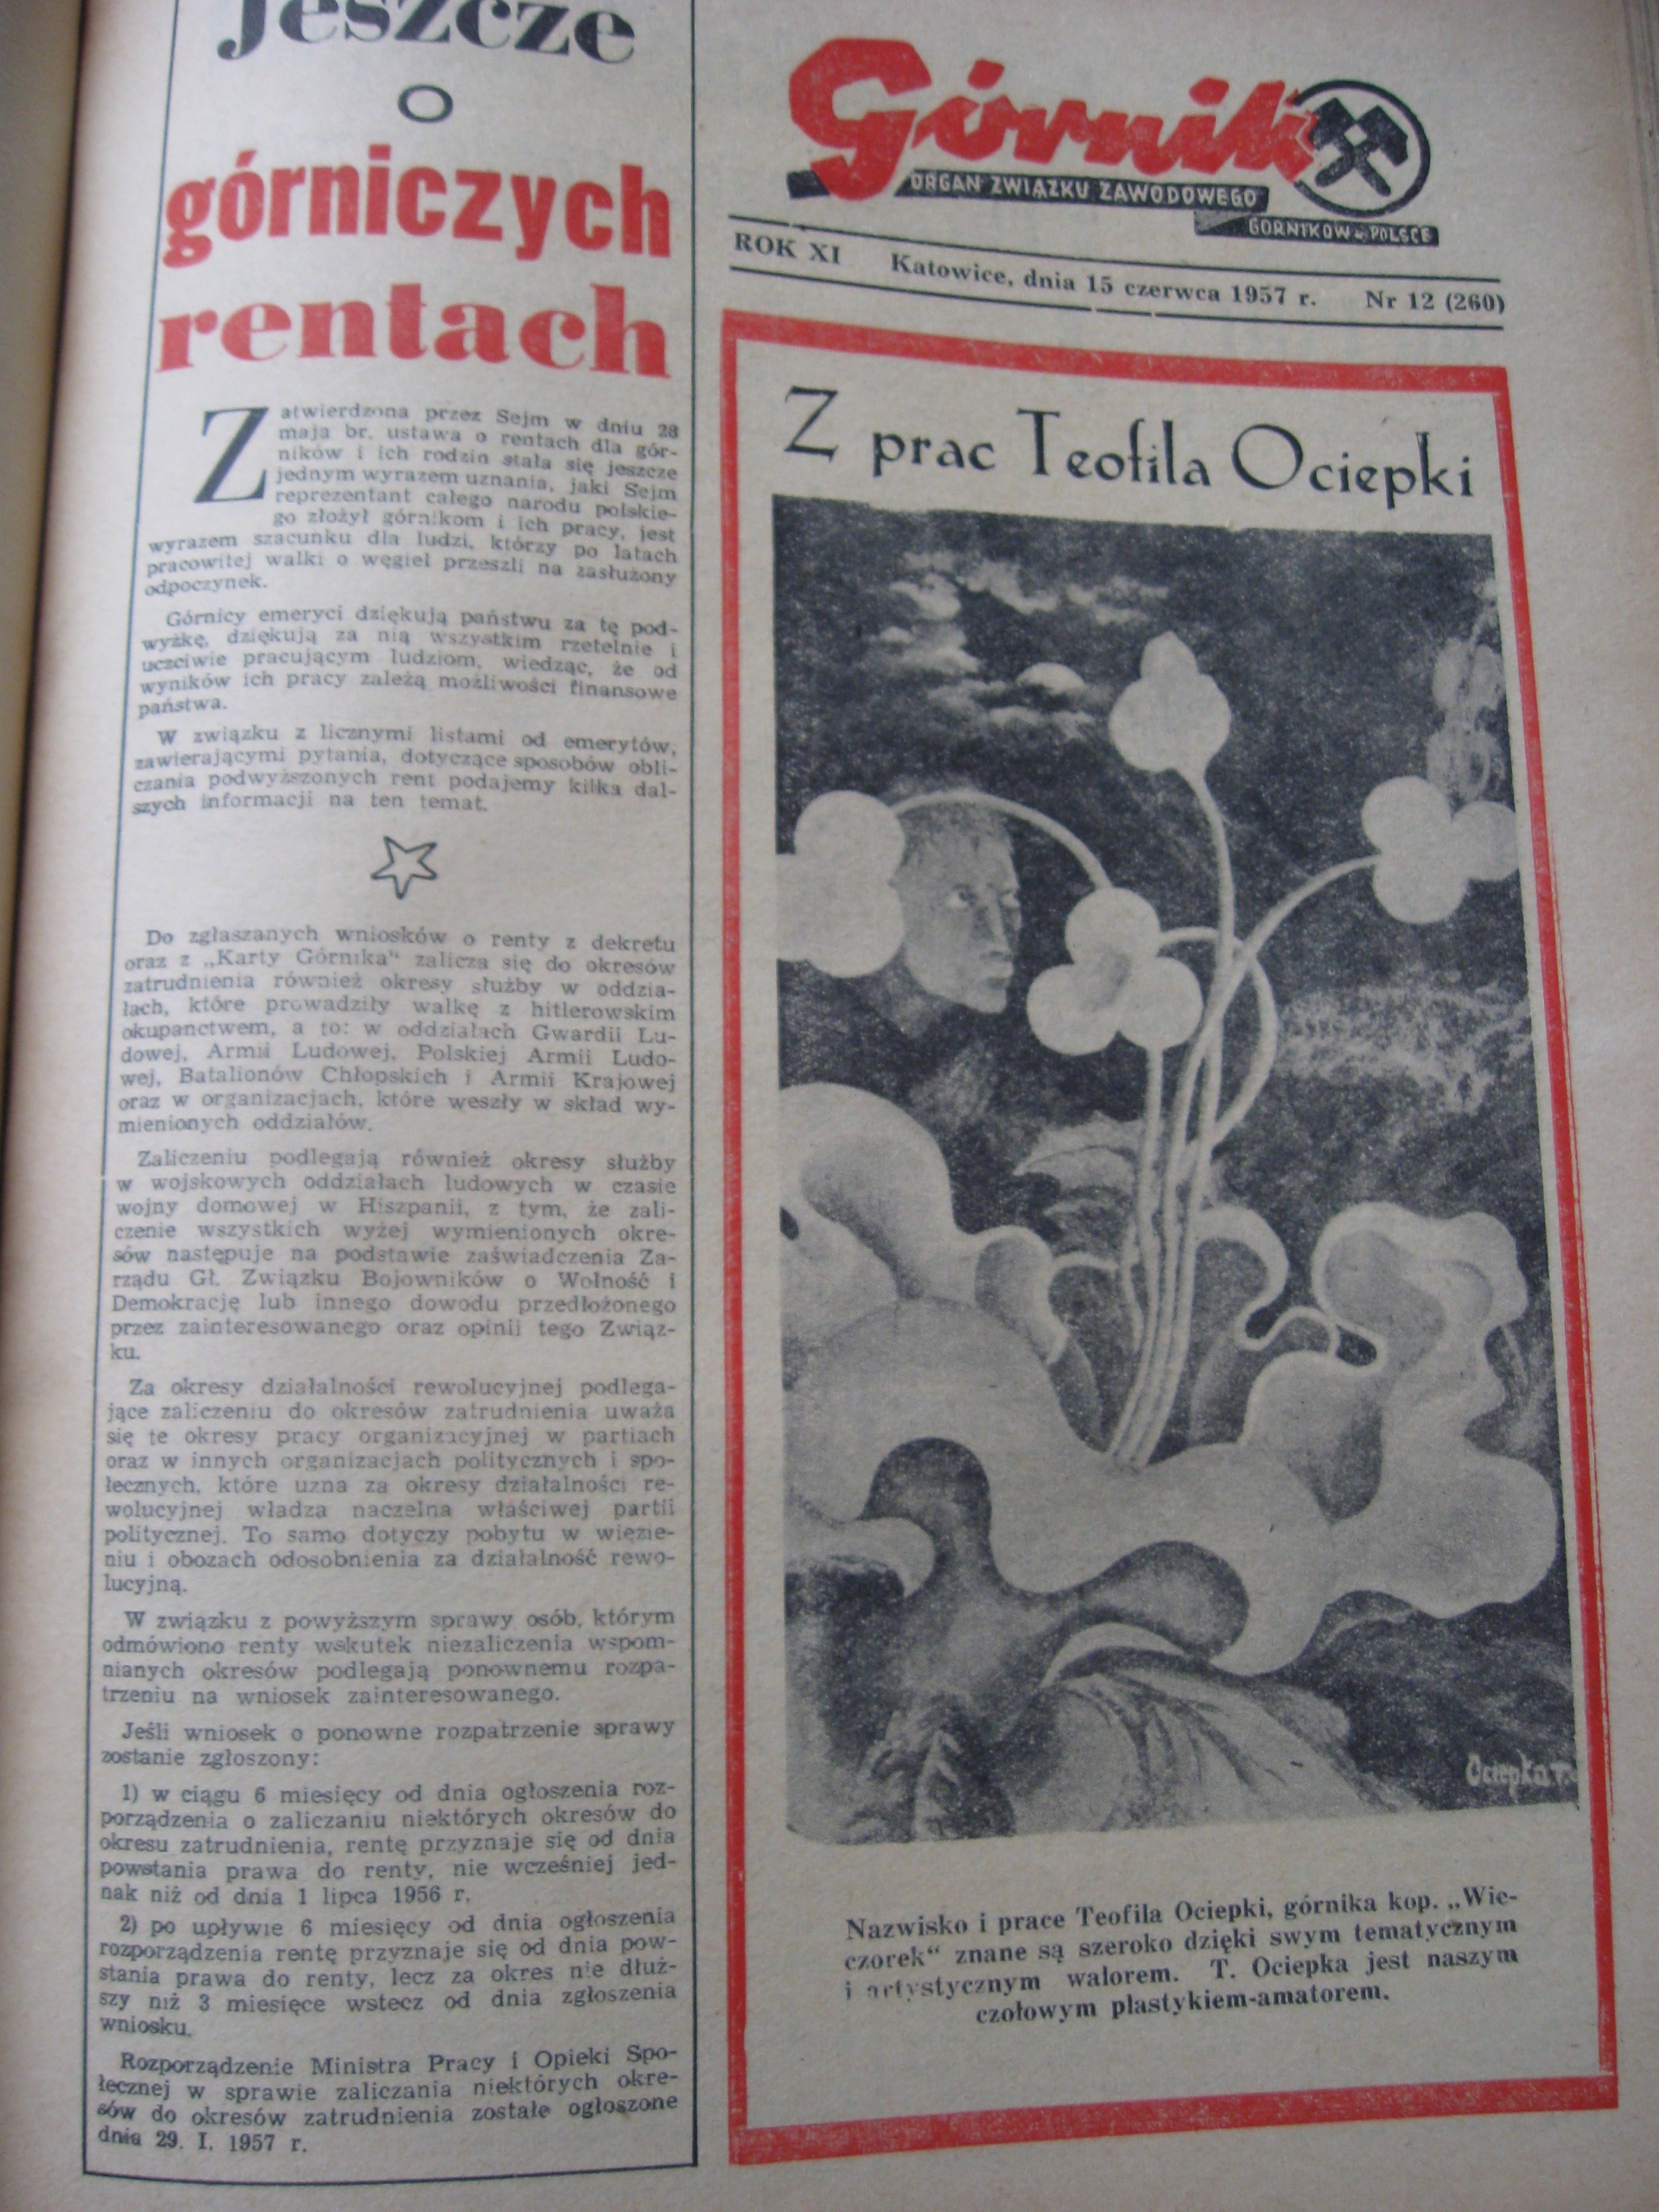 Jeszcze
o
górniczych
rentach
Zatwierdzona przez Sejm w dniu 28
maja br. ustawa o rentach dla gór-
ników i ich rodzin stała się jeszcze
jednym wyrazem uznania, jaki Sejm
reprezentant całego narodu polskie-
go złożył górnikom i ich pracy, jest
wyrazem szacunku dla ludzi, którzy po latach
pracowitej walki o węgiel przeszli na zasłużony
odpoczynek.
Górnicy emeryci dziękują państwu za tę pod-
wyżkę, dziękują za nią wszystkim rzetelnie i
uczciwie pracującym ludziom, wiedząc, że od
wyników ich pracy zależą możliwości finansowe
państwa.
W związku z licznymi listami od emerytów,
zawierającymi pytania, dotyczące sposobów obli-
czania podwyższonych rent podajemy kilka dal-
szych informacji na ten temat.
Do zgłaszanych wniosków o renty z dekretu
oraz z „Karty Górnika" zalicza się do okresów
zatrudnienia również okresy służby w oddzia-
łach, które prowadziły walkę z hitlerowskim
okupanctwem, a to: w oddziałach Gwardii Lu-
dowej, Armii Ludowej, Polskiej Armii Ludo-
wej, Batalionów Chłopskich i Armii Krajowej
oraz w organizacjach, które weszły w skład wy-
mienionych oddziałów.
Zaliczeniu podlegają również okresy służby
w wojskowych oddziałach ludowych w czasie
wojny domowej w Hiszpanii, z tym, że zali-
czenie wszystkich wyżej wymienionych okre-
sów następuje na podstawie zaświadczenia Za-
rządu Gł. Związku Bojowników o Wolność i
Demokrację lub innego dowodu przedłożonego
przez zainteresowanego oraz opinii tego Związ-
ku.
Za okresy działalności rewolucyjnej podlega-
jące zaliczeniu do okresów zatrudnienia uważa
się te okresy pracy organizacyjnej w partiach
oraz w innych organizacjach politycznych i spo-
łecznych, które uzna za okresy działalności re-
wolucyjnej władza naczelna właściwej partii
politycznej. To samo dotyczy pobytu w więzie-
niu i obozach odosobnienia za działalność rewo-
lucyjną.
W związku z powyższym sprawy osób, którym
odmówiono renty wskutek niezaliczenia wspom-
nianych okresów podlegają ponownemu rozpa-
trzeniu na wniosek zainteresowanego.
Jeśli wniosek o ponowne rozpatrzenie sprawy
zostanie zgłoszony:
1) w ciągu 6 miesięcy od dnia ogłoszenia roz-
porządzenia o zaliczaniu niektórych okresów do
okresu zatrudnienia, rentę przyznaje się od dnia
powstania prawa do renty, nie wcześniej jed-
nak niż od dnia 1 lipca 1956 r.
2) po upływie 6 miesięcy od dnia ogłoszenia
rozporządzenia rentę przyznaje się od dnia pow-
stania prawa do renty, lecz za okres nie dłuż-
szy niż 3 miesięce wstecz od dnia zgłoszenia
wniosku.
Rozporządzenie Ministra Pracy i Opieki Spo-
łecznej w sprawie zaliczania niektórych okre-
sów do okresów zatrudnienia zostałe ogłoszone
dnia 29. I. 1957 r.
Górnik
ORGAN ZWIĄZKU ZAWODOWEGO
GÓRNIKÓW w POLSCE
ROK XI Katowice, dnia 15 czerwca 1957 r. Nr 12 (260)
Z prac Teofila Ociepki
Ociepka T.
Nazwisko i prace Teofila Ociepki, górnika kop. „Wie-
czorek" znane są szeroko dzięki swym tematycznym
i artystycznym walorem. T. Ociepka jest naszym
czołowym plastykiem-amatorem.